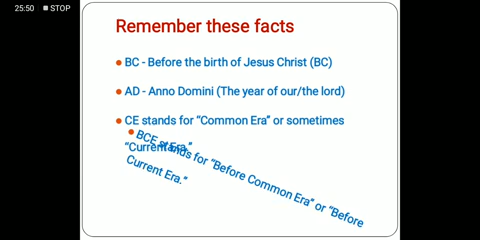 25:50 STOP
Remember these facts
BC - Before the birth of Jesus Christ (BC)
AD - Anno Domini (The year of our/the lord)
CE stands for “Common Era” or sometimes
“Current Era.”
BCE stands for “Before Common Era” or “Before
Current Era.”